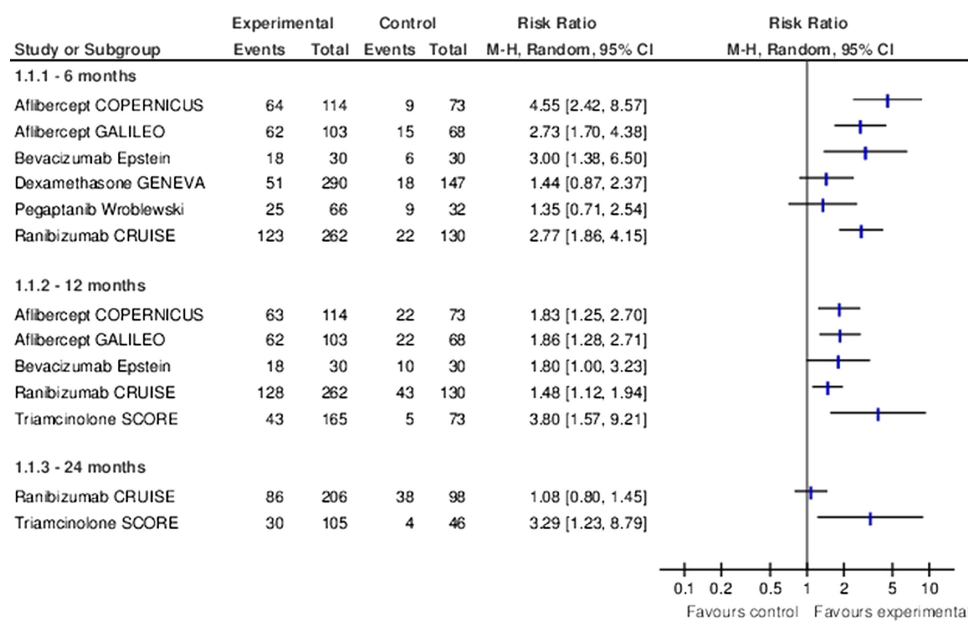 Experimental Control Risk Ratio Risk Ratio
Study or Subgroup Events Total Events Total M-H, Random, 95% CI M-H, Random, 95% CI
1.1.1 - 6 months
Aflibercept COPERNICUS 64 114 9 73 4.55 [2.42, 8.57]
Aflibercept GALILEO 62 103 15 68 2.73 [1.70, 4.38]
Bevacizumab Epstein 18 30 6 30 3.00 [1.38, 6.50]
Dexamethasone GENEVA 51 290 18 147 1.44 [0.87, 2.37]
Pegaptanib Wroblewski 25 66 9 32 1.35 [0.71, 2.54]
Ranibizumab CRUISE 123 262 22 130 2.77 [1.86, 4.15]
1.1.2 - 12 months
Aflibercept COPERNICUS 63 114 22 73 1.83 [1.25, 2.70]
Aflibercept GALILEO 62 103 22 68 1.86 [1.28, 2.71]
Bevacizumab Epstein 18 30 10 30 1.80 [1.00, 3.23]
Ranibizumab CRUISE 128 262 43 130 1.48 [1.12, 1.94]
Triamcinolone SCORE 43 165 5 73 3.80 [1.57, 9.21]
1.1.3 - 24 months
Ranibizumab CRUISE 86 206 38 98 1.08 [0.80, 1.45]
Triamcinolone SCORE 30 105 4 46 3.29 [1.23, 8.79]
0.1 0.2 0.5 1 2 5 10
Favours control Favours experimenta